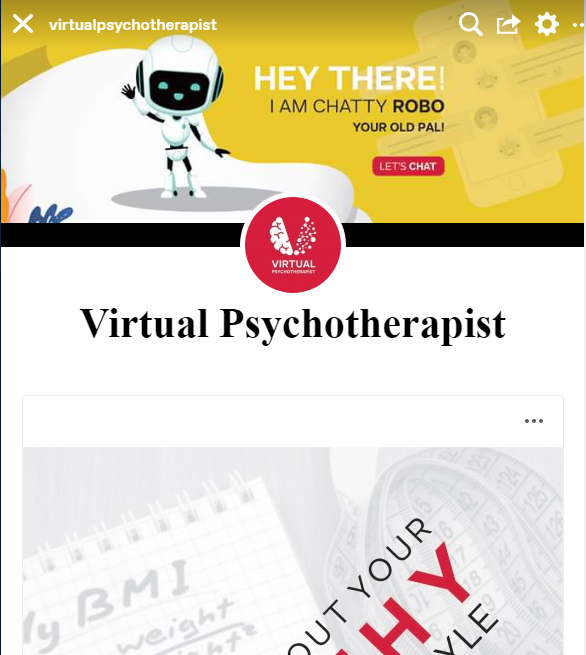 virtualpsychotherapist
HEY THERE!
I AM CHATTY ROBO
YOUR OLD PAL!
LET'S CHAT
VIRTUAL
PSYCHOTHERAPIST
Virtual Psychotherapist
BMI
weight
OUT YOUR
HY
YLE